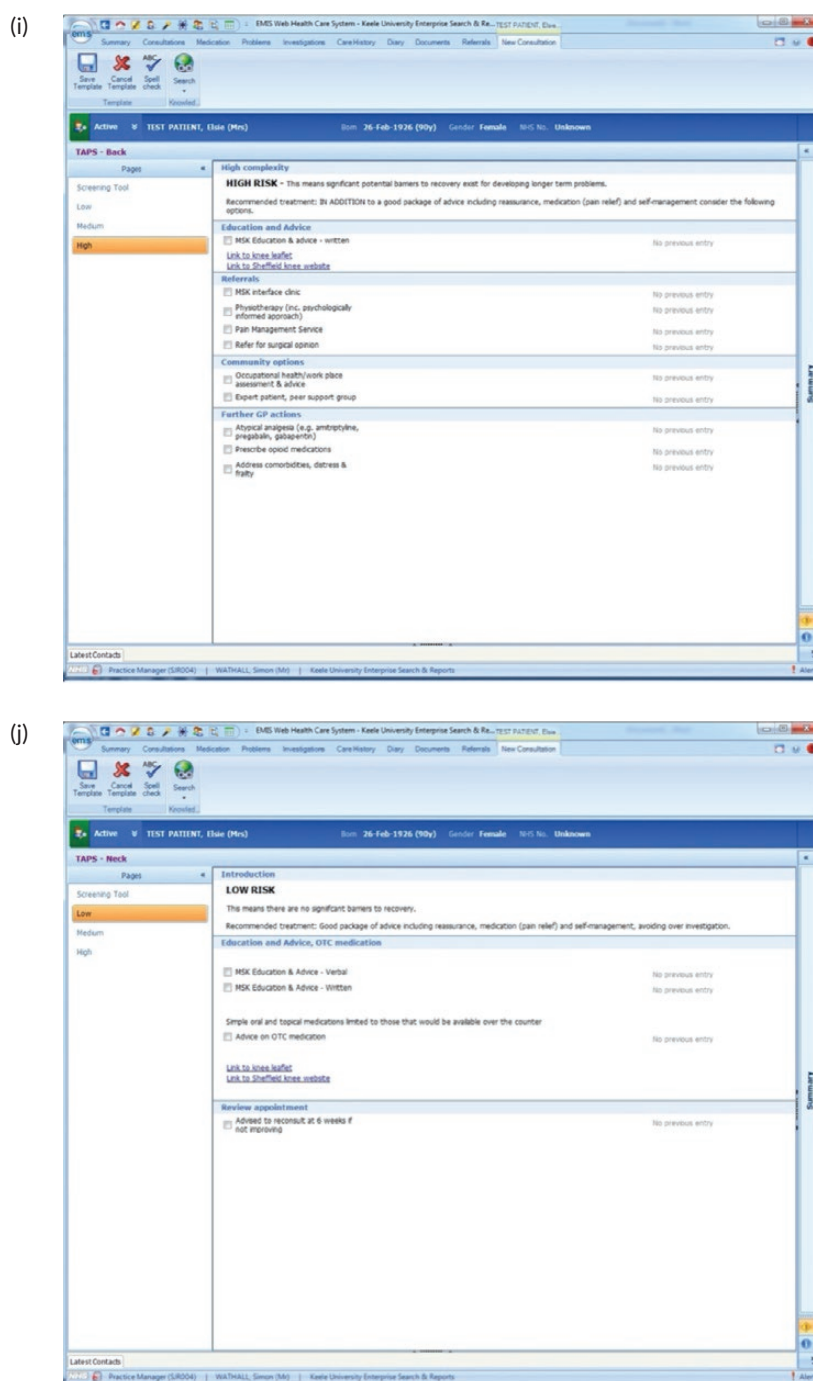 (i)
ems
EMIS Web Health Care System - Keele University Enterprise Search & Re... TEST PATIENT, Elsie...
Summary Consultations Medication Problems Investigations Care History Diary Documents Referrals New Consultation
Save Template
Cancel Template
Spell check
Search
Template Knowled...
Active TEST PATIENT, Elsie (Mrs) Born 26-Feb-1926 (90y) Gender Female NHS No. Unknown
TAPS - Back
Pages
Screening Tool
Low
Medium
High
High complexity
HIGH RISK - This means significant potential barriers to recovery exist for developing longer term problems.
Recommended treatment: IN ADDITION to a good package of advice including reassurance, medication (pain relief) and self-management consider the following
options.
Education and Advice
MSK Education & advice - written No previous entry
Link to knee leaflet
Link to Sheffield knee website
Referrals
MSK interface clinic No previous entry
Physiotherapy (inc. psychologically No previous entry
informed approach)
Pain Management Service No previous entry
Refer for surgical opinion No previous entry
Community options
Occupational health/work place No previous entry
assessment & advice
Expert patient, peer support group No previous entry
Further GP actions
Atypical analgesia (e.g. amitriptyline, No previous entry
pregabalin, gabapentin)
Prescribe opioid medications No previous entry
Address comorbidities, distress & No previous entry
frailty
Summary
Latest Contacts
Practice Manager (SJR004) | WATHALL, Simon (Mr) | Keele University Enterprise Search & Reports
(j)
ems
EMIS Web Health Care System - Keele University Enterprise Search & Re... TEST PATIENT, Elsie...
Summary Consultations Medication Problems Investigations Care History Diary Documents Referrals New Consultation
Save Template
Cancel Template
Spell check
Search
Template Knowled...
Active TEST PATIENT, Elsie (Mrs) Born 26-Feb-1926 (90y) Gender Female NHS No. Unknown
TAPS - Neck
Pages
Screening Tool
Low
Medium
High
Introduction
LOW RISK
This means there are no significant barriers to recovery.
Recommended treatment: Good package of advice including reassurance, medication (pain relief) and self-management, avoiding over investigation.
Education and Advice, OTC medication
MSK Education & Advice - Verbal No previous entry
MSK Education & Advice - Written No previous entry
Simple oral and topical medications limited to those that would be available over the counter
Advice on OTC medication No previous entry
Link to knee leaflet
Link to Sheffield knee website
Review appointment
Advised to reconsult at 6 weeks if No previous entry
not improving
Summary
Latest Contacts
Practice Manager (SJR004) | WATHALL, Simon (Mr) | Keele University Enterprise Search & Reports